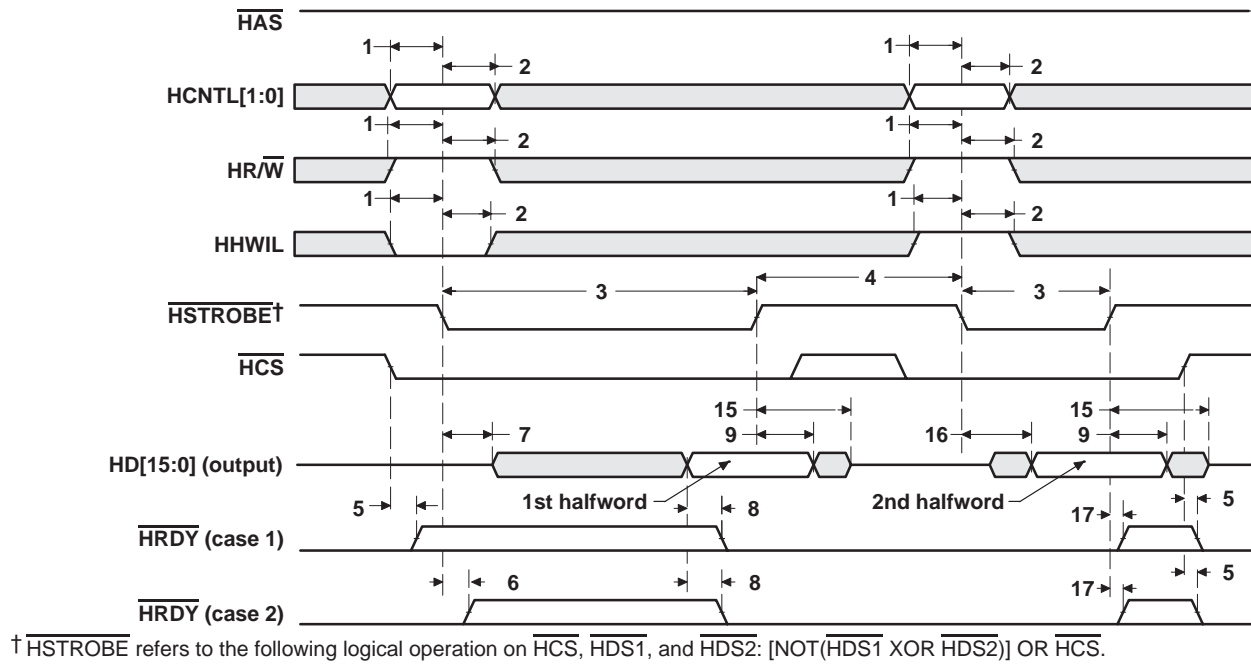 HAS
1
1
2
2
HCNTL[1:0]
1
1
2
2
HR/W
1
1
2
2
HHWIL
3
4
3
HSTROBE†
HCS
15
15
7
9
16
9
HD[15:0] (output)
1st halfword
2nd halfword
5
8
17
5
HRDY (case 1)
6
8
17
5
HRDY (case 2)
† HSTROBE refers to the following logical operation on HCS, HDS1, and HDS2: [NOT(HDS1 XOR HDS2)] OR HCS.